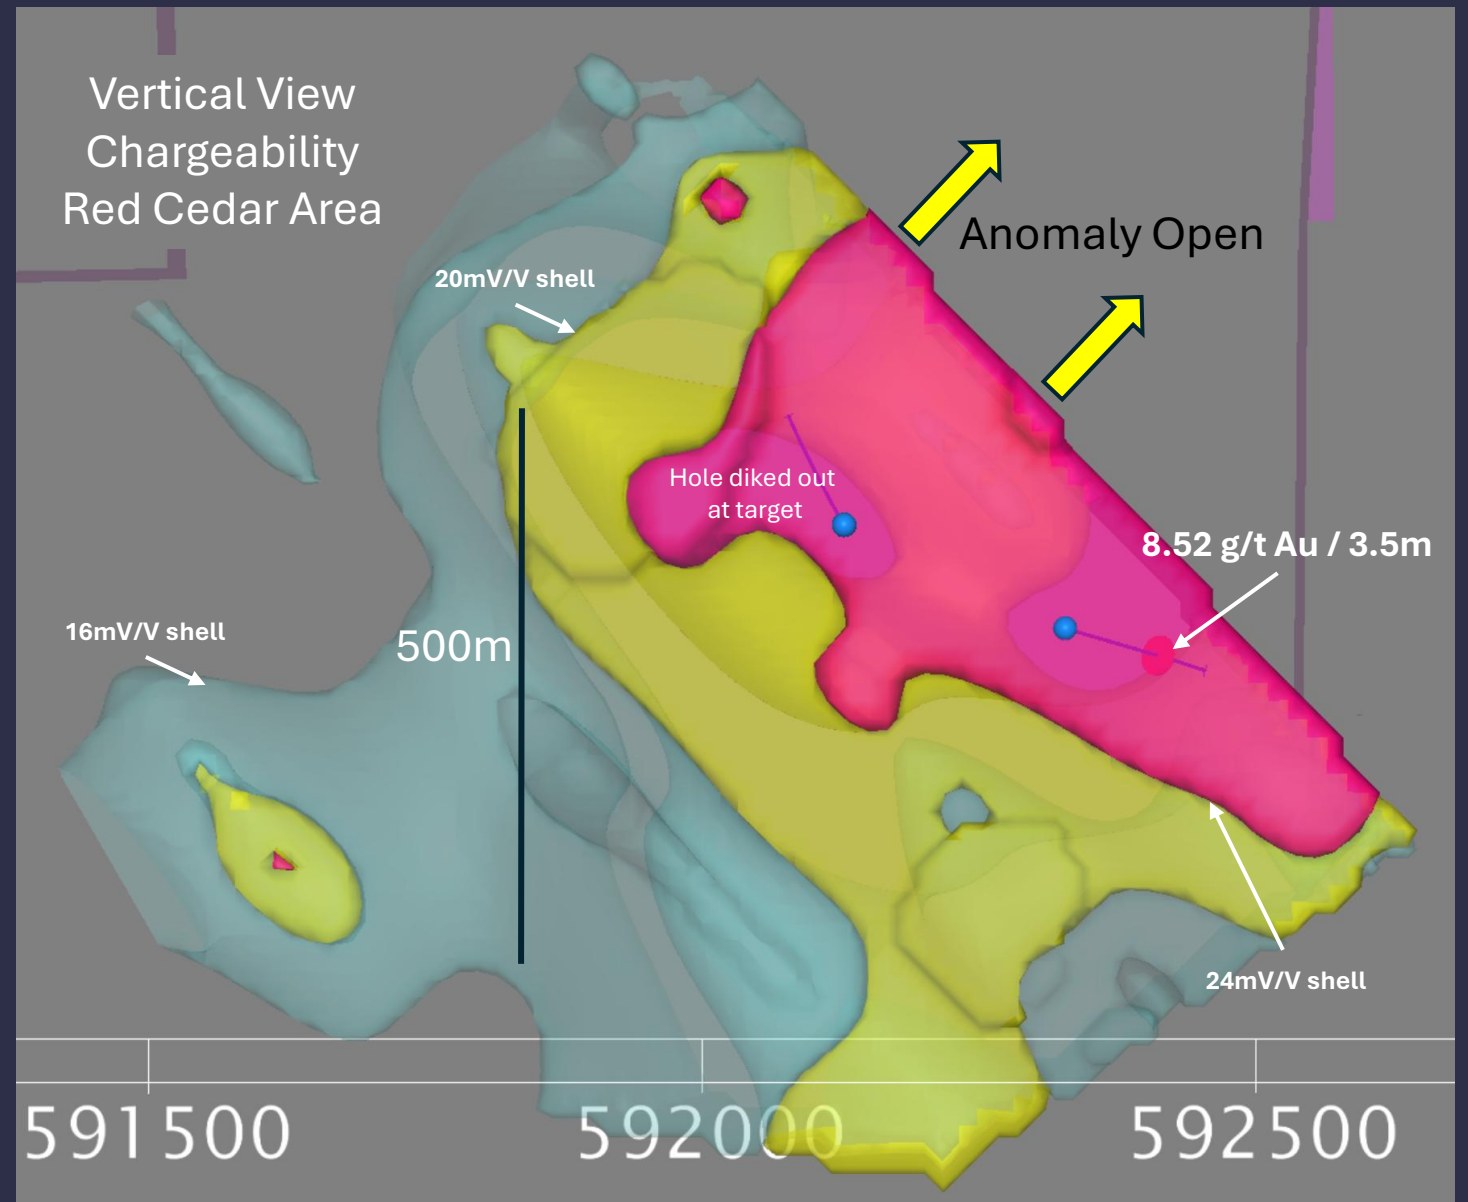 Vertical View
Chargeability
Red Cedar Area
Anomaly Open
20mV/V shell
Hole diked out
at target
8.52 g/t Au / 3.5m
16mV/V shell
500m
24mV/V shell
591500
592000
592500